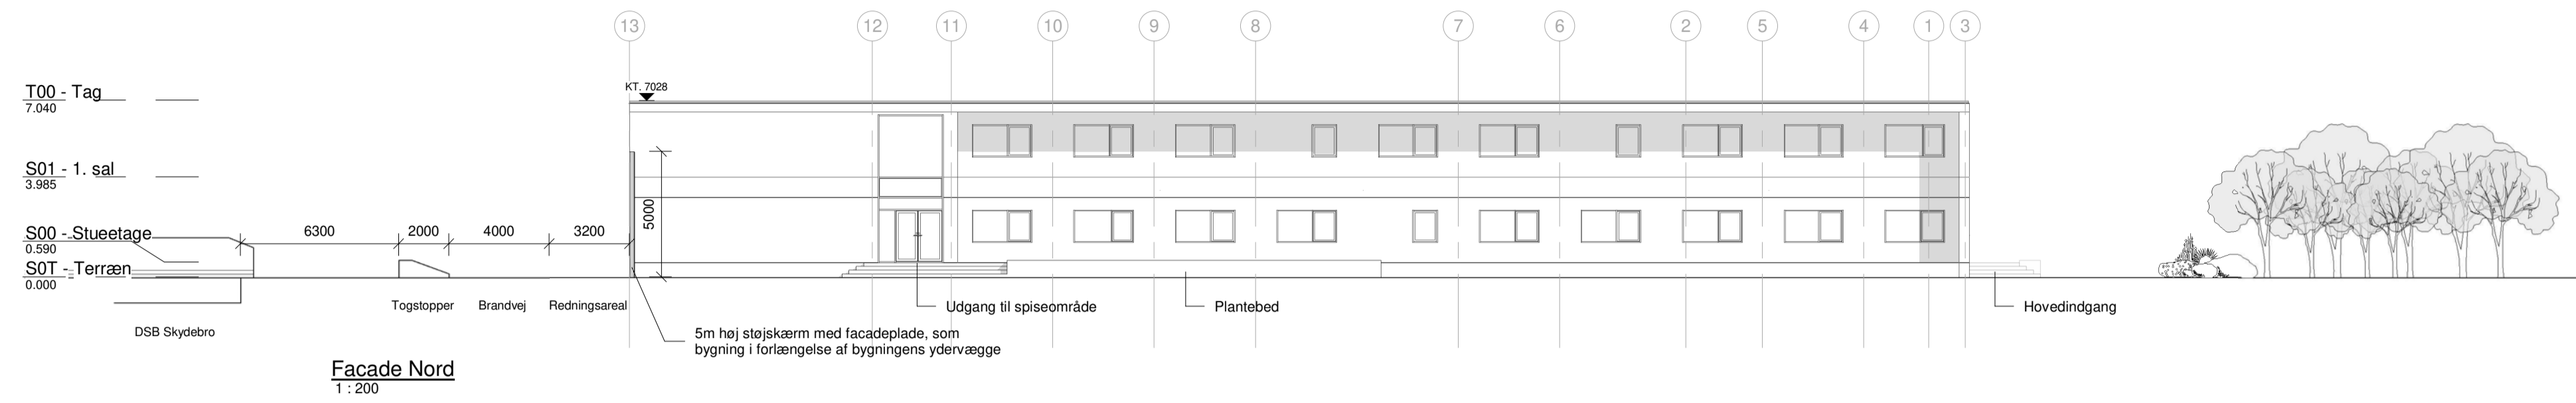 13 12 11 10 9 8 7 6 2 5 4 1 3
KT. 7028
T00 - Tag
7.040
S01 - 1. sal
3.985
5000
S00 - Stueetage
0.590
6300 2000 4000 3200
S0T - Terræn
0.000
Togstopper Brandvej Redningsareal
Udgang til spiseområde
Plantebed
Hovedindgang
DSB Skydebro
5m høj støjskærm med facadeplade, som
bygning i forlængelse af bygningens ydervægge
Facade Nord
1 : 200